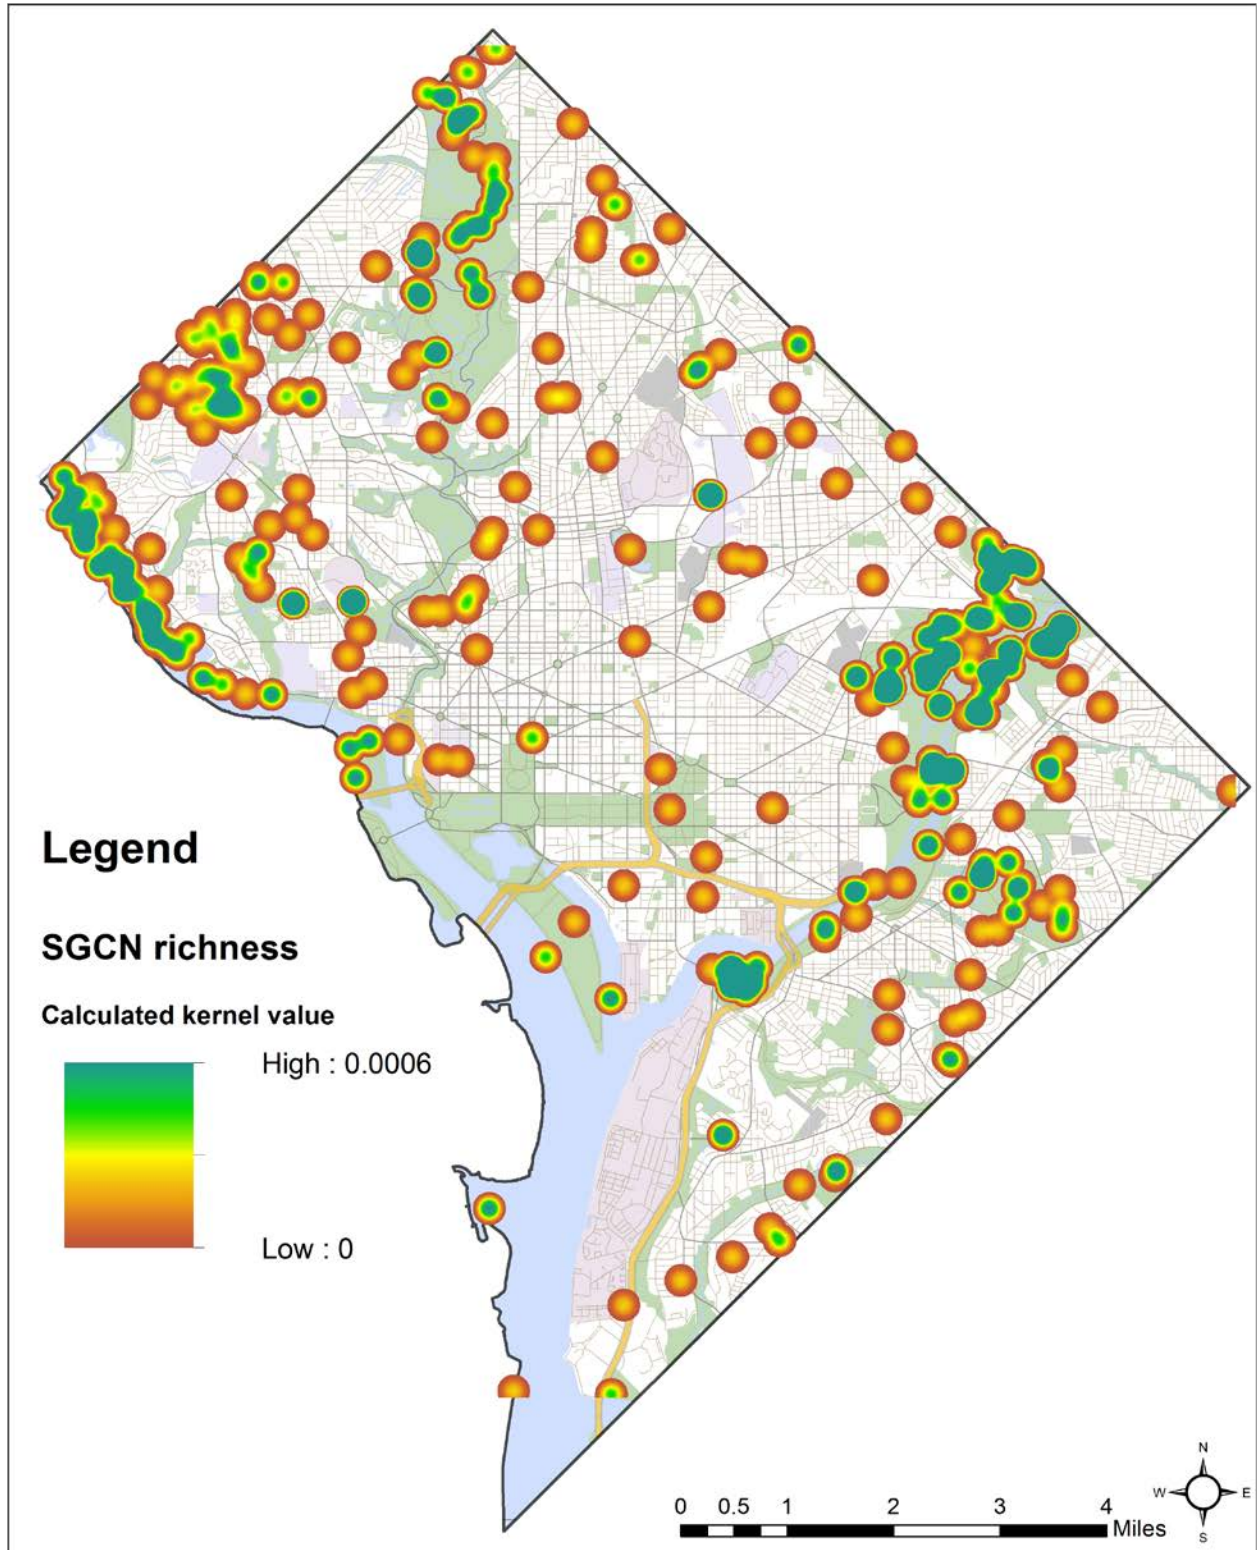 Legend
SGCN richness
Calculated kernel value
High : 0.0006
Low : 0
N
W E
S
0 0.5 1 2 3 4
Miles